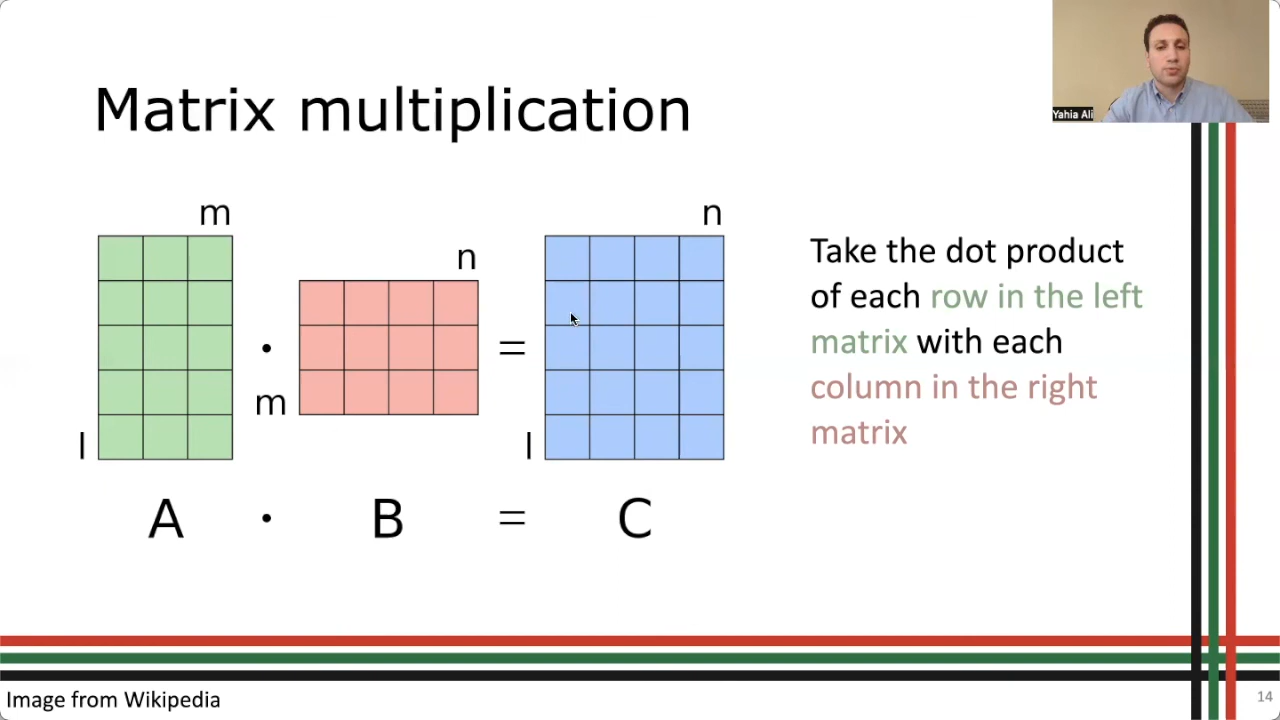 Yahia Ali
Matrix multiplication
m
n
n
Take the dot product
of each row in the left
matrix with each
column in the right
matrix
· =
m
l
l
A · B = C
Image from Wikipedia
14